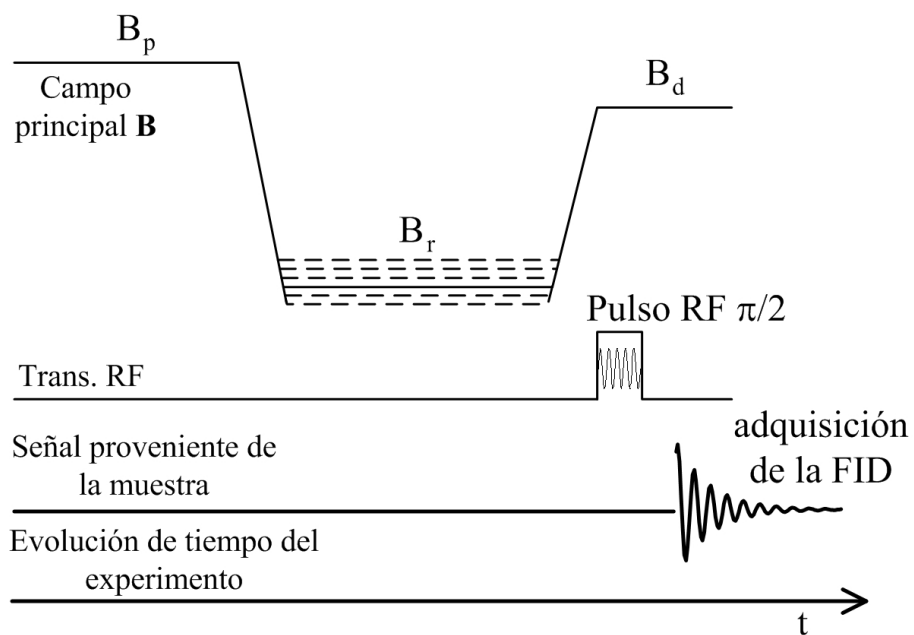 B_p
Campo
principal B
B_d
B_r
Pulso RF π/2
Trans. RF
adquisición
de la FID
Señal proveniente de
la muestra
Evolución de tiempo del
experimento
t